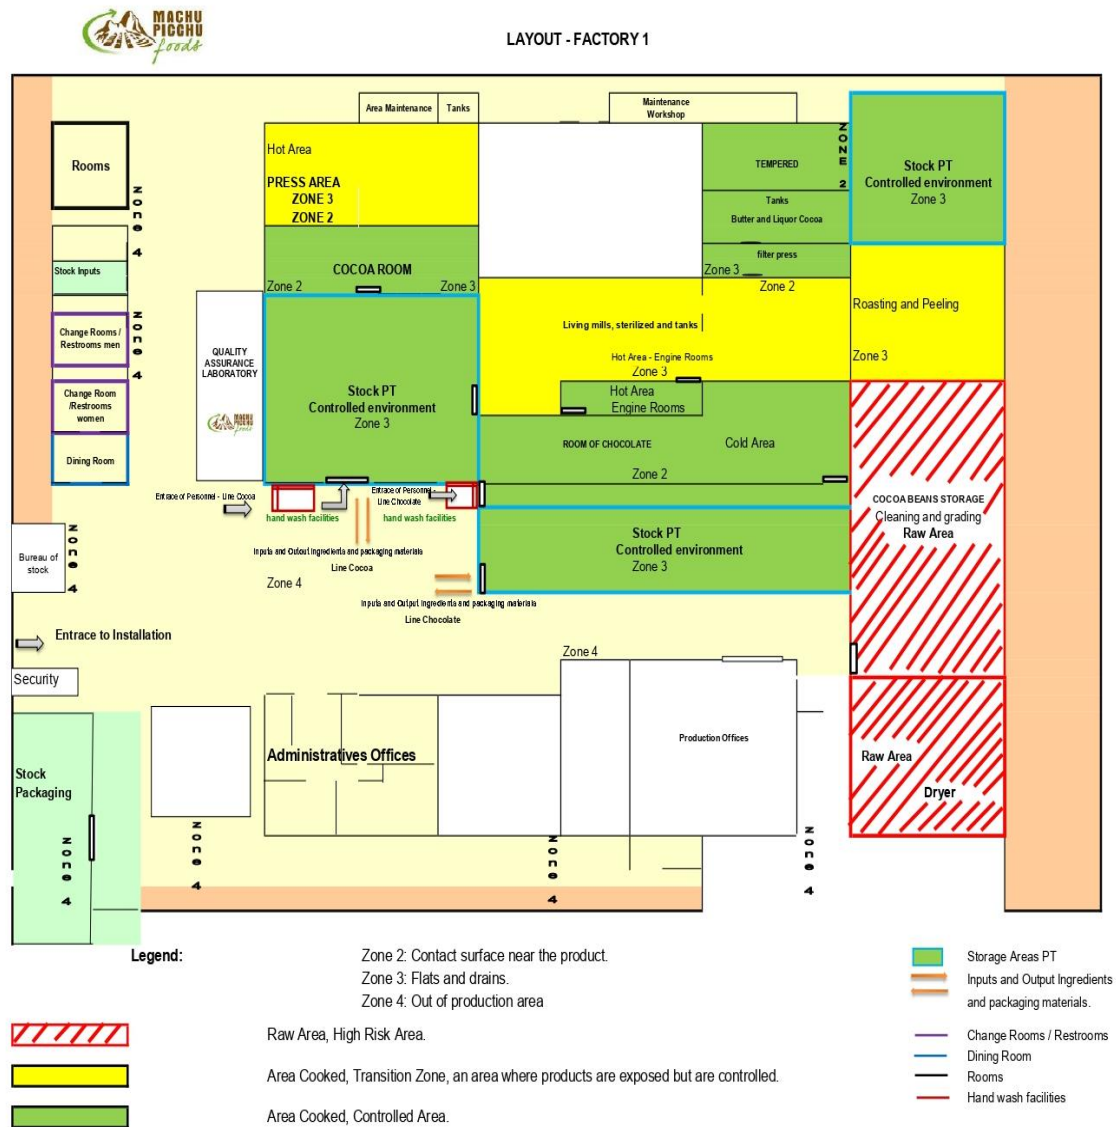 MACHU
PICCHU
foods
LAYOUT - FACTORY 1
Area Maintenance
Tanks
Maintenance
Workshop
Rooms
Zone 4
Hot Area
PRESS AREA
ZONE 3
ZONE 2
TEMPERED
ZONE 2
Stock PT
Controlled environment
Zone 3
Tanks
Butter and Liquor Cocoa
filter press
Zone 3
Zone 2
Stock Inputs
COCOA ROOM
Zone 2
Zone 3
Roasting and Peeling
Zone 3
Change Rooms /
Restrooms men
Zone 4
QUALITY
ASSURANCE
LABORATORY
MACHU
PICCHU
foods
Living mills, sterilized and tanks
Hot Area - Engine Rooms
Zone 3
Stock PT
Controlled environment
Zone 3
Hot Area
Engine Rooms
Change Room
/Restrooms
women
ROOM OF CHOCOLATE
Cold Area
Zone 2
Dining Room
Entrace of Personnel - Line Cocoa
Entrace of Personnel -
Line Chocolate
hand wash facilities
hand wash facilities
COCOA BEANS STORAGE
Cleaning and grading
Raw Area
Zone 4
Bureau of
stock
Inputs and Output Ingredients and packaging materials
Line Cocoa
Stock PT
Controlled environment
Zone 3
Zone 4
Inputs and Output Ingredients and packaging materials
Line Chocolate
Entrace to Installation
Zone 4
Security
Stock
Packaging
Zone 4
Zone 4
Administratives Offices
Production Offices
Zone 4
Zone 4
Raw Area
Dryer
Legend:
Zone 2: Contact surface near the product.
Zone 3: Flats and drains.
Zone 4: Out of production area
Raw Area, High Risk Area.
Area Cooked, Transition Zone, an area where products are exposed but are controlled.
Area Cooked, Controlled Area.
Storage Areas PT
Inputs and Output Ingredients
and packaging materials.
Change Rooms / Restrooms
Dining Room
Rooms
Hand wash facilities